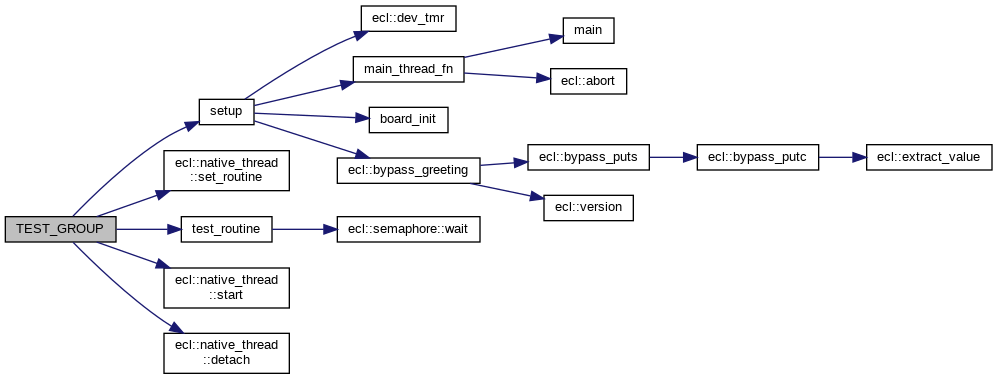 TEST_GROUP
setup
ecl::dev_tmr
main_thread_fn
main
ecl::abort
board_init
ecl::bypass_greeting
ecl::bypass_puts
ecl::bypass_putc
ecl::extract_value
ecl::version
ecl::native_thread
::set_routine
test_routine
ecl::semaphore::wait
ecl::native_thread
::start
ecl::native_thread
::detach